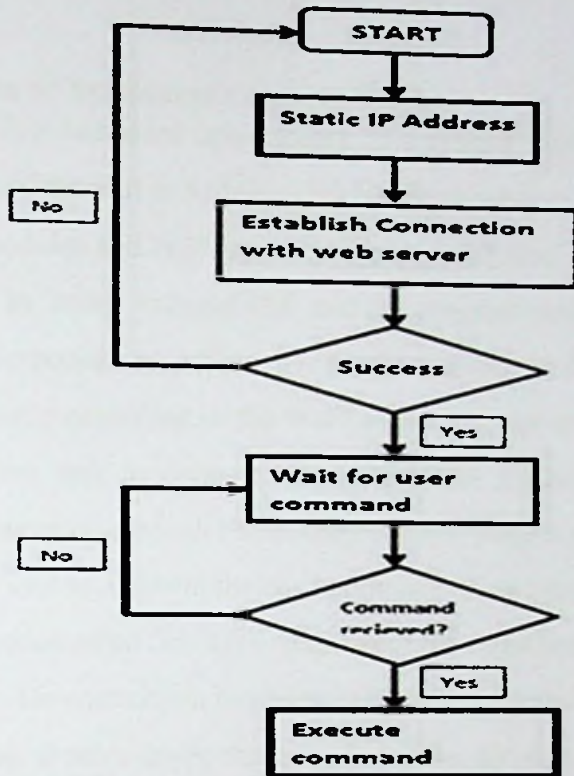 START
Static IP Address
No
Establish Connection
with web server
Success
Yes
Wait for user
command
No
Command
recieved?
Yes
Execute
command